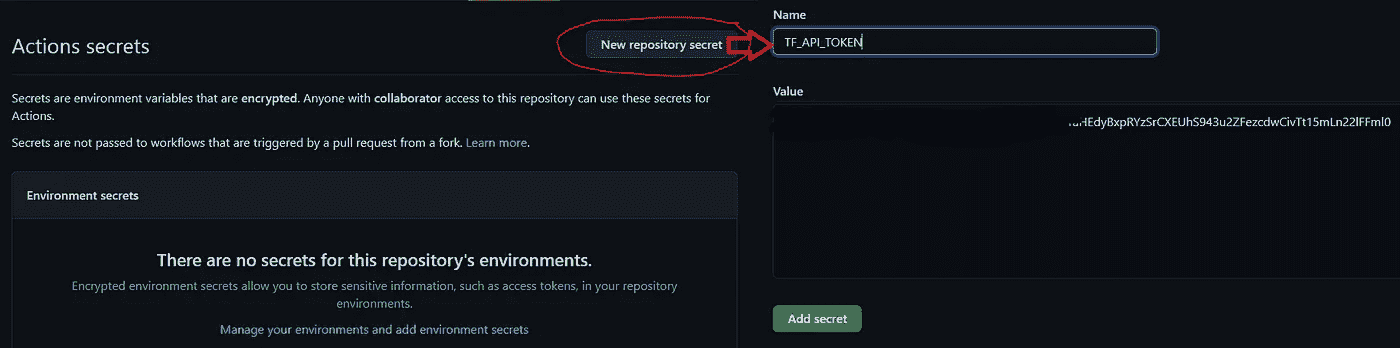 Actions secrets
New repository secret
Secrets are environment variables that are encrypted. Anyone with collaborator access to this repository can use these secrets for
Actions.
Secrets are not passed to workflows that are triggered by a pull request from a fork. Learn more.
Environment secrets
There are no secrets for this repository's environments.
Encrypted environment secrets allow you to store sensitive information, such as access tokens, in your repository
environments.
Manage your environments and add environment secrets
Name
TF_API_TOKEN
Value
Add secret